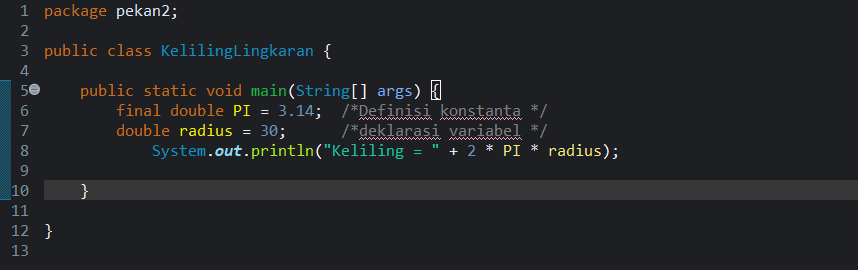 1 package pekan2;
2
3 public class KelilingLingkaran {
4
5 public static void main(String[] args) {
6 final double PI = 3.14; /*Definisi konstanta */
7 double radius = 30; /*deklarasi variabel */
8 System.out.println("Keliling = " + 2 * PI * radius);
9
10 }
11
12 }
13